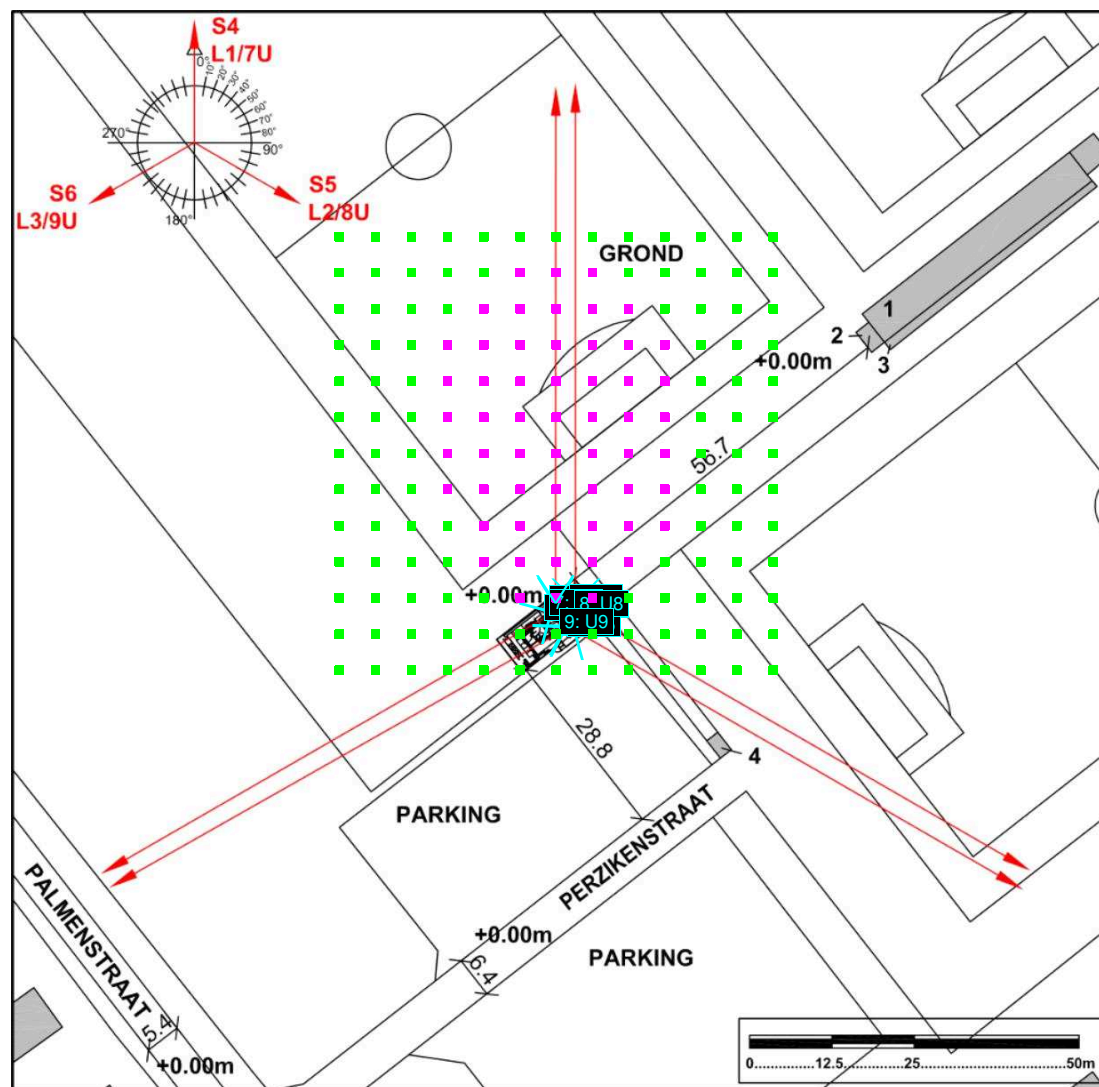 S4
L1/7U
0°
10°
20°
30°
40°
50°
60°
70°
80°
90°
270°
180°
S6
L3/9U
S5
L2/8U
GROND
1
2
3
+0.00m
56.7
+0.00m
8: U8
9: U9
28.8
4
PARKING
PERZIKENSTRAAT
PALMENSTRAAT
+0.00m
6.4
PARKING
5.4
+0.00m
0..........12.5..........25....................50m